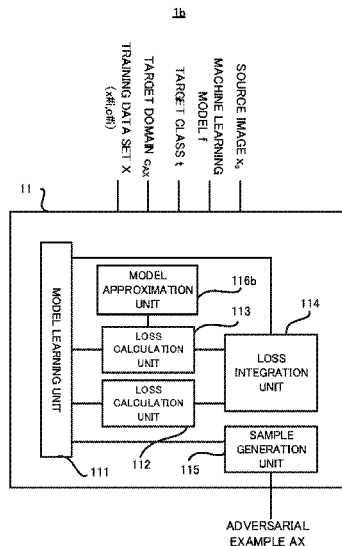 1b
TRAINING DATA SET X
(x#i,c#i)
TARGET DOMAIN cAX
TARGET CLASS t
MACHINE LEARNING
MODEL f
SOURCE IMAGE xs
11
MODEL LEARNING UNIT
MODEL
APPROXIMATION
UNIT
116b
113
114
LOSS
CALCULATION
UNIT
LOSS
INTEGRATION
UNIT
LOSS
CALCULATION
UNIT
SAMPLE
GENERATION
UNIT
111
112
115
ADVERSARIAL
EXAMPLE AX